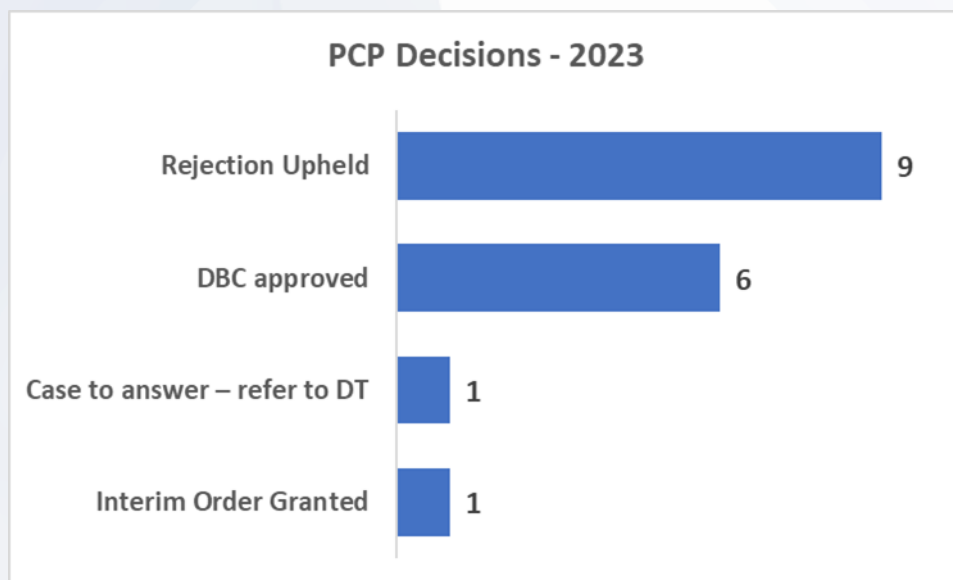 PCP Decisions - 2023
Rejection Upheld 9
DBC approved 6
Case to answer – refer to DT 1
Interim Order Granted 1